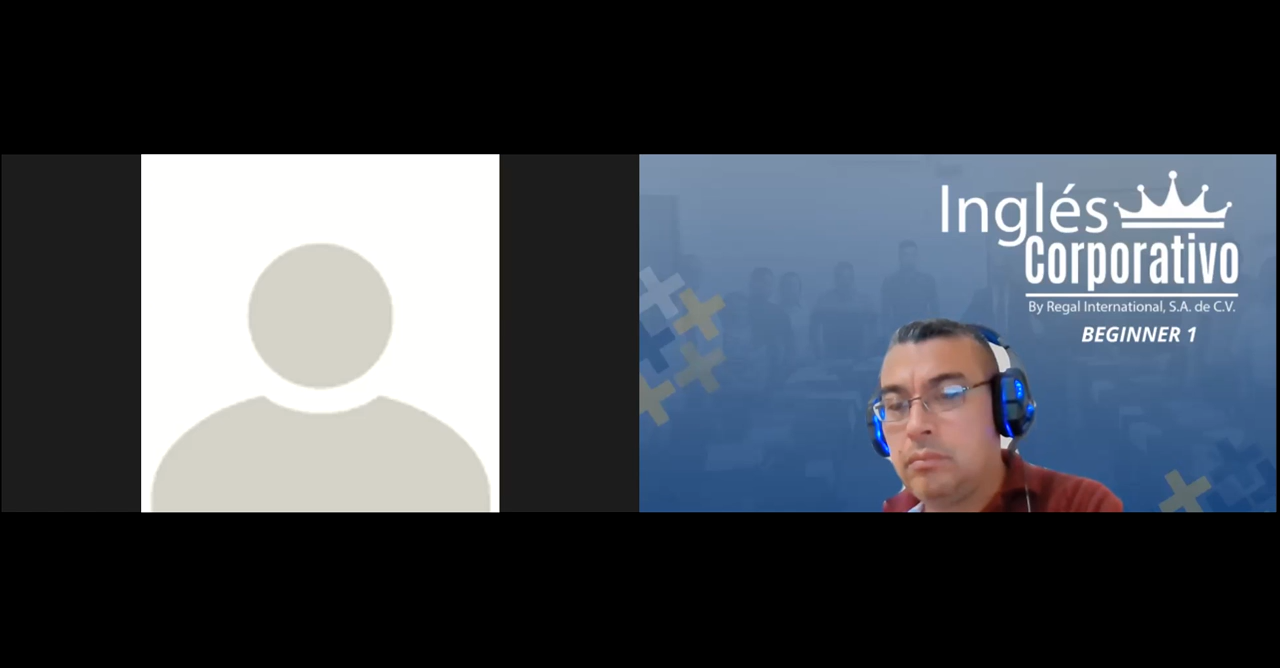 Inglés
Corporativo
By Regal International, S.A. de C.V.
BEGINNER 1